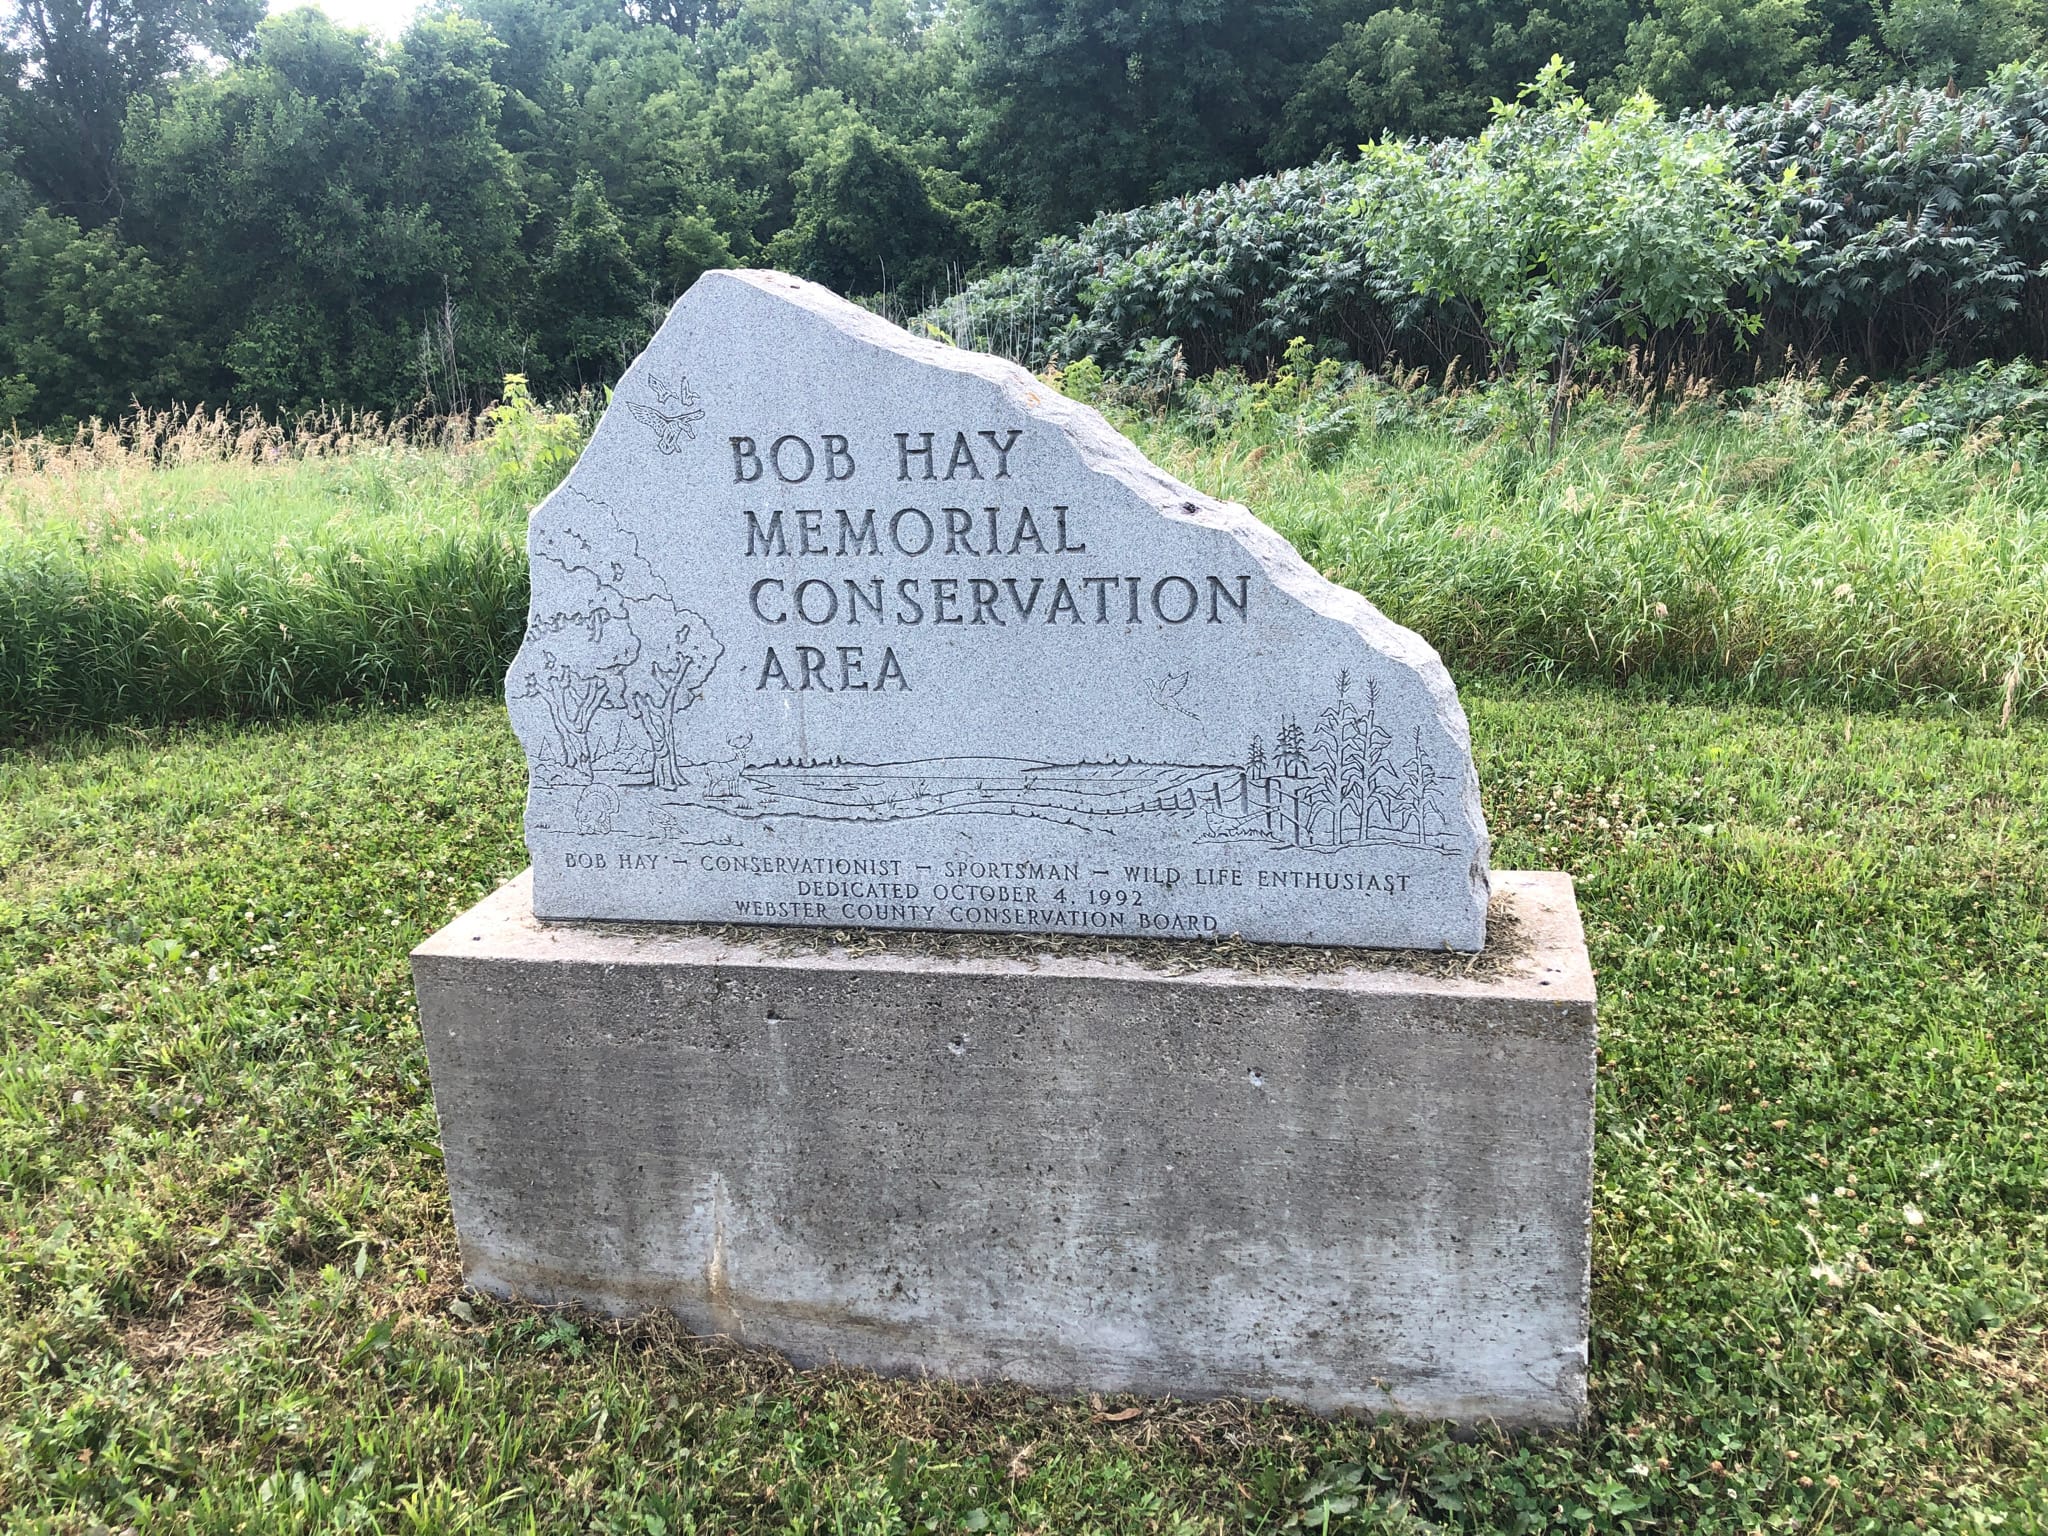 BOB HAY
MEMORIAL
CONSERVATION
AREA
BOB HAY – CONSERVATIONIST – SPORTSMAN – WILD LIFE ENTHUSIAST
DEDICATED OCTOBER 4, 1992
WEBSTER COUNTY CONSERVATION BOARD